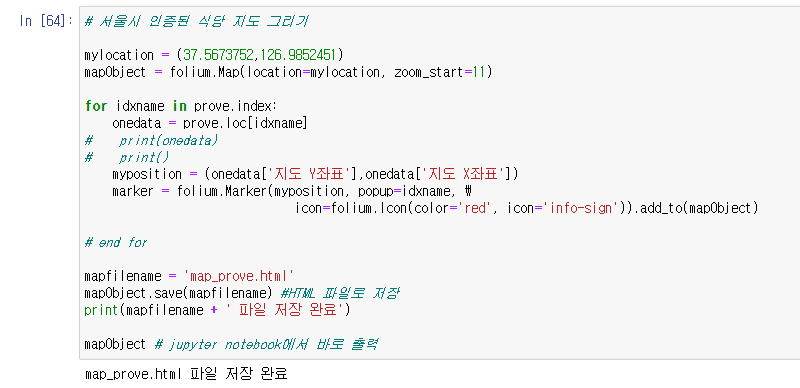 In [64]: # 서울시 인증된 식당 지도 그리기

mylocation = (37.5673752,126.9852451)
mapObject = folium.Map(location=mylocation, zoom_start=11)

for idxname in prove.index:
    onedata = prove.loc[idxname]
#    print(onedata)
#    print()
    myposition = (onedata['지도 Y좌표'],onedata['지도 X좌표'])
    marker = folium.Marker(myposition, popup=idxname, ₩
                           icon=folium.Icon(color='red', icon='info-sign')).add_to(mapObject)

# end for

mapfilename = 'map_prove.html'
mapObject.save(mapfilename) #HTML 파일로 저장
print(mapfilename + ' 파일 저장 완료')

mapObject # jupyter notebook에서 바로 출력
map_prove.html 파일 저장 완료